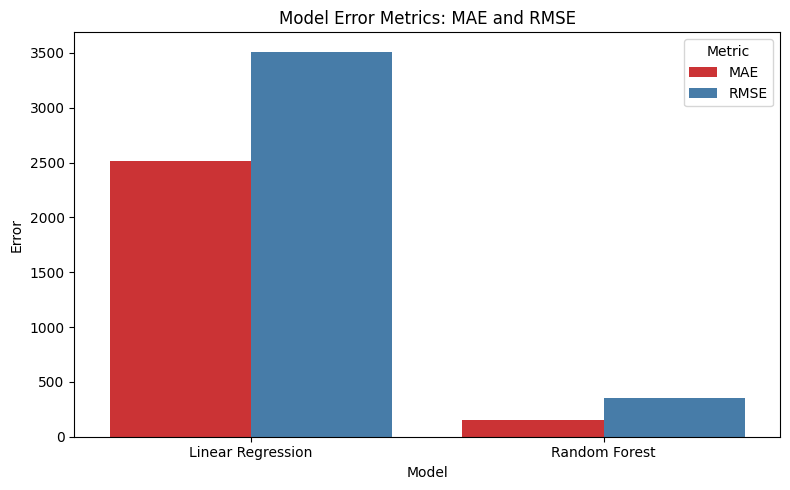 Model Error Metrics: MAE and RMSE
Metric
MAE
RMSE
Error
3500
3000
2500
2000
1500
1000
500
0
Linear Regression
Random Forest
Model